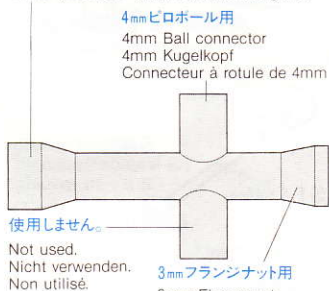 4mmピロボール用
4mm Ball connector
4mm Kugelkopf
Connecteur à rotule de 4mm
使用しません。
Not used.
Nicht verwenden.
Non utilisé.
3mmフランジナット用